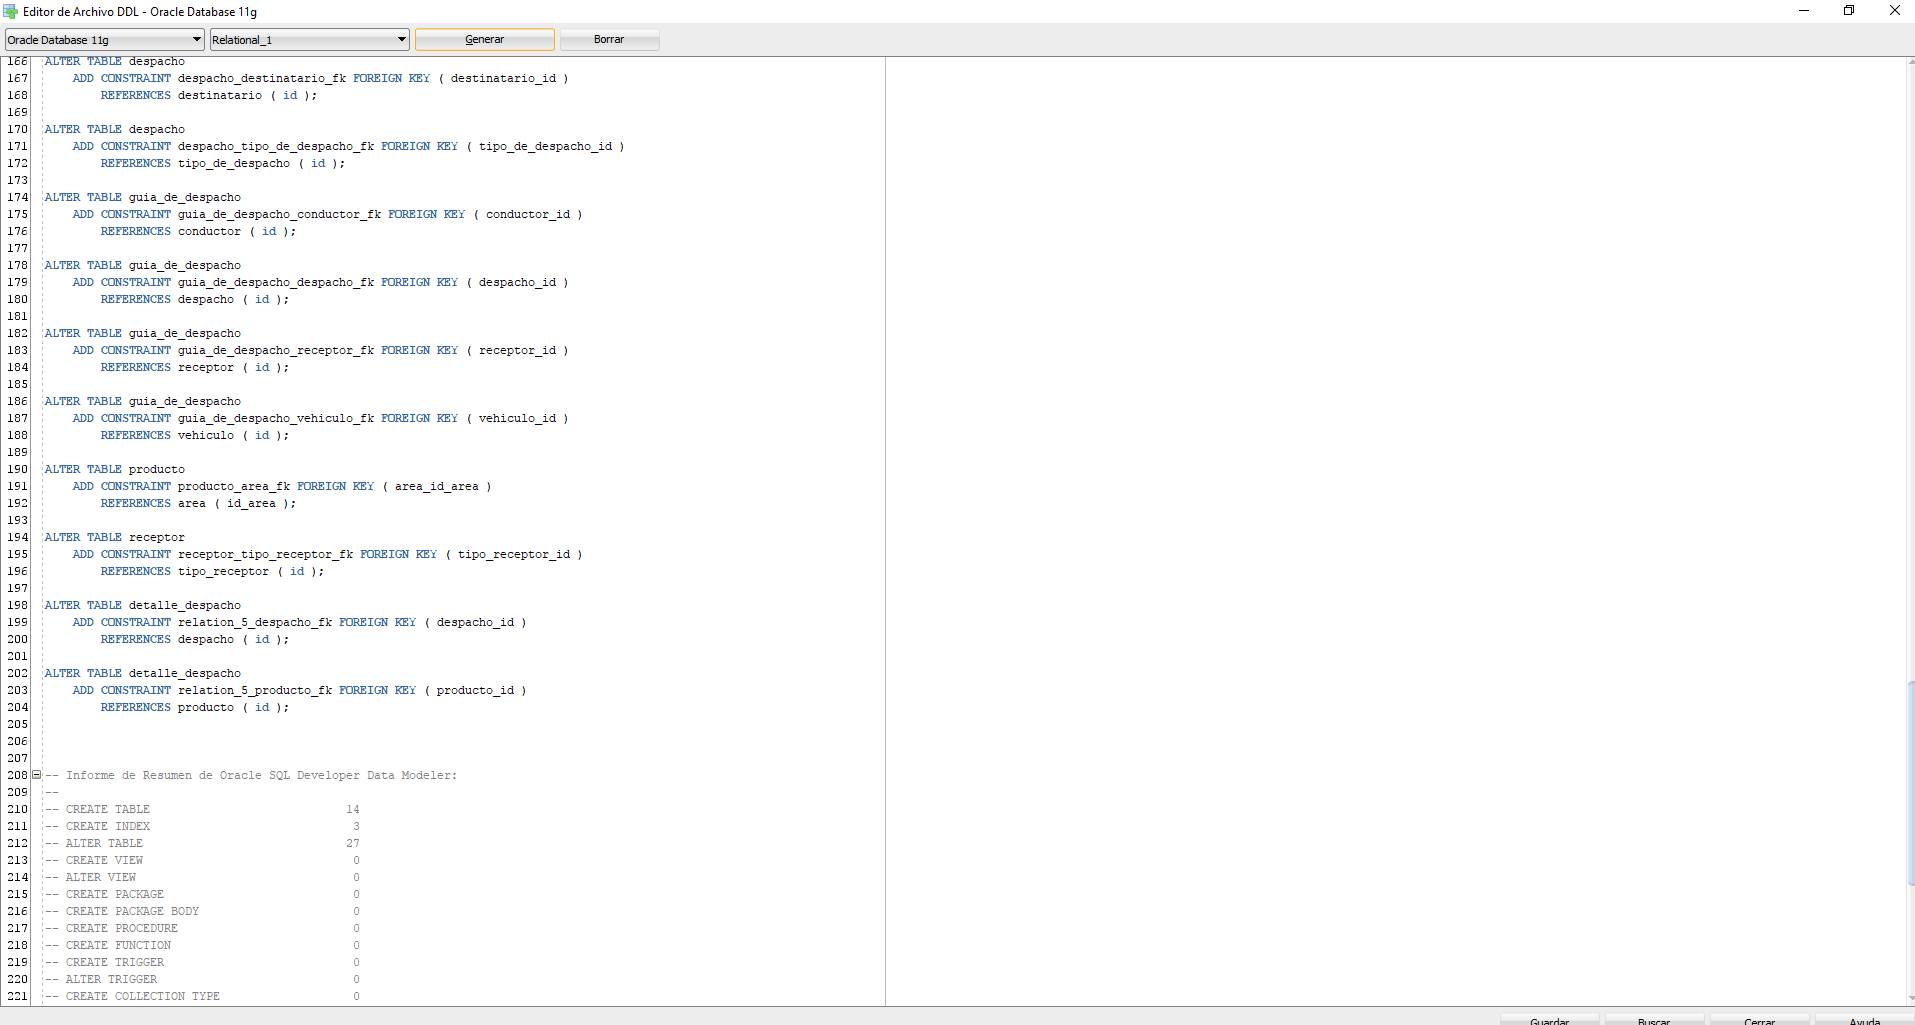 Editor de Archivo DDL - Oracle Database 11g
Oracle Database 11g Relational_1 Generar Borrar
166 ALTER TABLE despacho
167 ADD CONSTRAINT despacho_destinatario_fk FOREIGN KEY ( destinatario_id )
168 REFERENCES destinatario ( id );
169
170 ALTER TABLE despacho
171 ADD CONSTRAINT despacho_tipo_de_despacho_fk FOREIGN KEY ( tipo_de_despacho_id )
172 REFERENCES tipo_de_despacho ( id );
173
174 ALTER TABLE guia_de_despacho
175 ADD CONSTRAINT guia_de_despacho_conductor_fk FOREIGN KEY ( conductor_id )
176 REFERENCES conductor ( id );
177
178 ALTER TABLE guia_de_despacho
179 ADD CONSTRAINT guia_de_despacho_despacho_fk FOREIGN KEY ( despacho_id )
180 REFERENCES despacho ( id );
181
182 ALTER TABLE guia_de_despacho
183 ADD CONSTRAINT guia_de_despacho_receptor_fk FOREIGN KEY ( receptor_id )
184 REFERENCES receptor ( id );
185
186 ALTER TABLE guia_de_despacho
187 ADD CONSTRAINT guia_de_despacho_vehiculo_fk FOREIGN KEY ( vehiculo_id )
188 REFERENCES vehiculo ( id );
189
190 ALTER TABLE producto
191 ADD CONSTRAINT producto_area_fk FOREIGN KEY ( area_id_area )
192 REFERENCES area ( id_area );
193
194 ALTER TABLE receptor
195 ADD CONSTRAINT receptor_tipo_receptor_fk FOREIGN KEY ( tipo_receptor_id )
196 REFERENCES tipo_receptor ( id );
197
198 ALTER TABLE detalle_despacho
199 ADD CONSTRAINT relation_5_despacho_fk FOREIGN KEY ( despacho_id )
200 REFERENCES despacho ( id );
201
202 ALTER TABLE detalle_despacho
203 ADD CONSTRAINT relation_5_producto_fk FOREIGN KEY ( producto_id )
204 REFERENCES producto ( id );
205
206
207
208 -- Informe de Resumen de Oracle SQL Developer Data Modeler:
209 --
210 -- CREATE TABLE 14
211 -- CREATE INDEX 3
212 -- ALTER TABLE 27
213 -- CREATE VIEW 0
214 -- ALTER VIEW 0
215 -- CREATE PACKAGE 0
216 -- CREATE PACKAGE BODY 0
217 -- CREATE PROCEDURE 0
218 -- CREATE FUNCTION 0
219 -- CREATE TRIGGER 0
220 -- ALTER TRIGGER 0
221 -- CREATE COLLECTION TYPE 0
Guardar Buscar Cerrar Ayuda